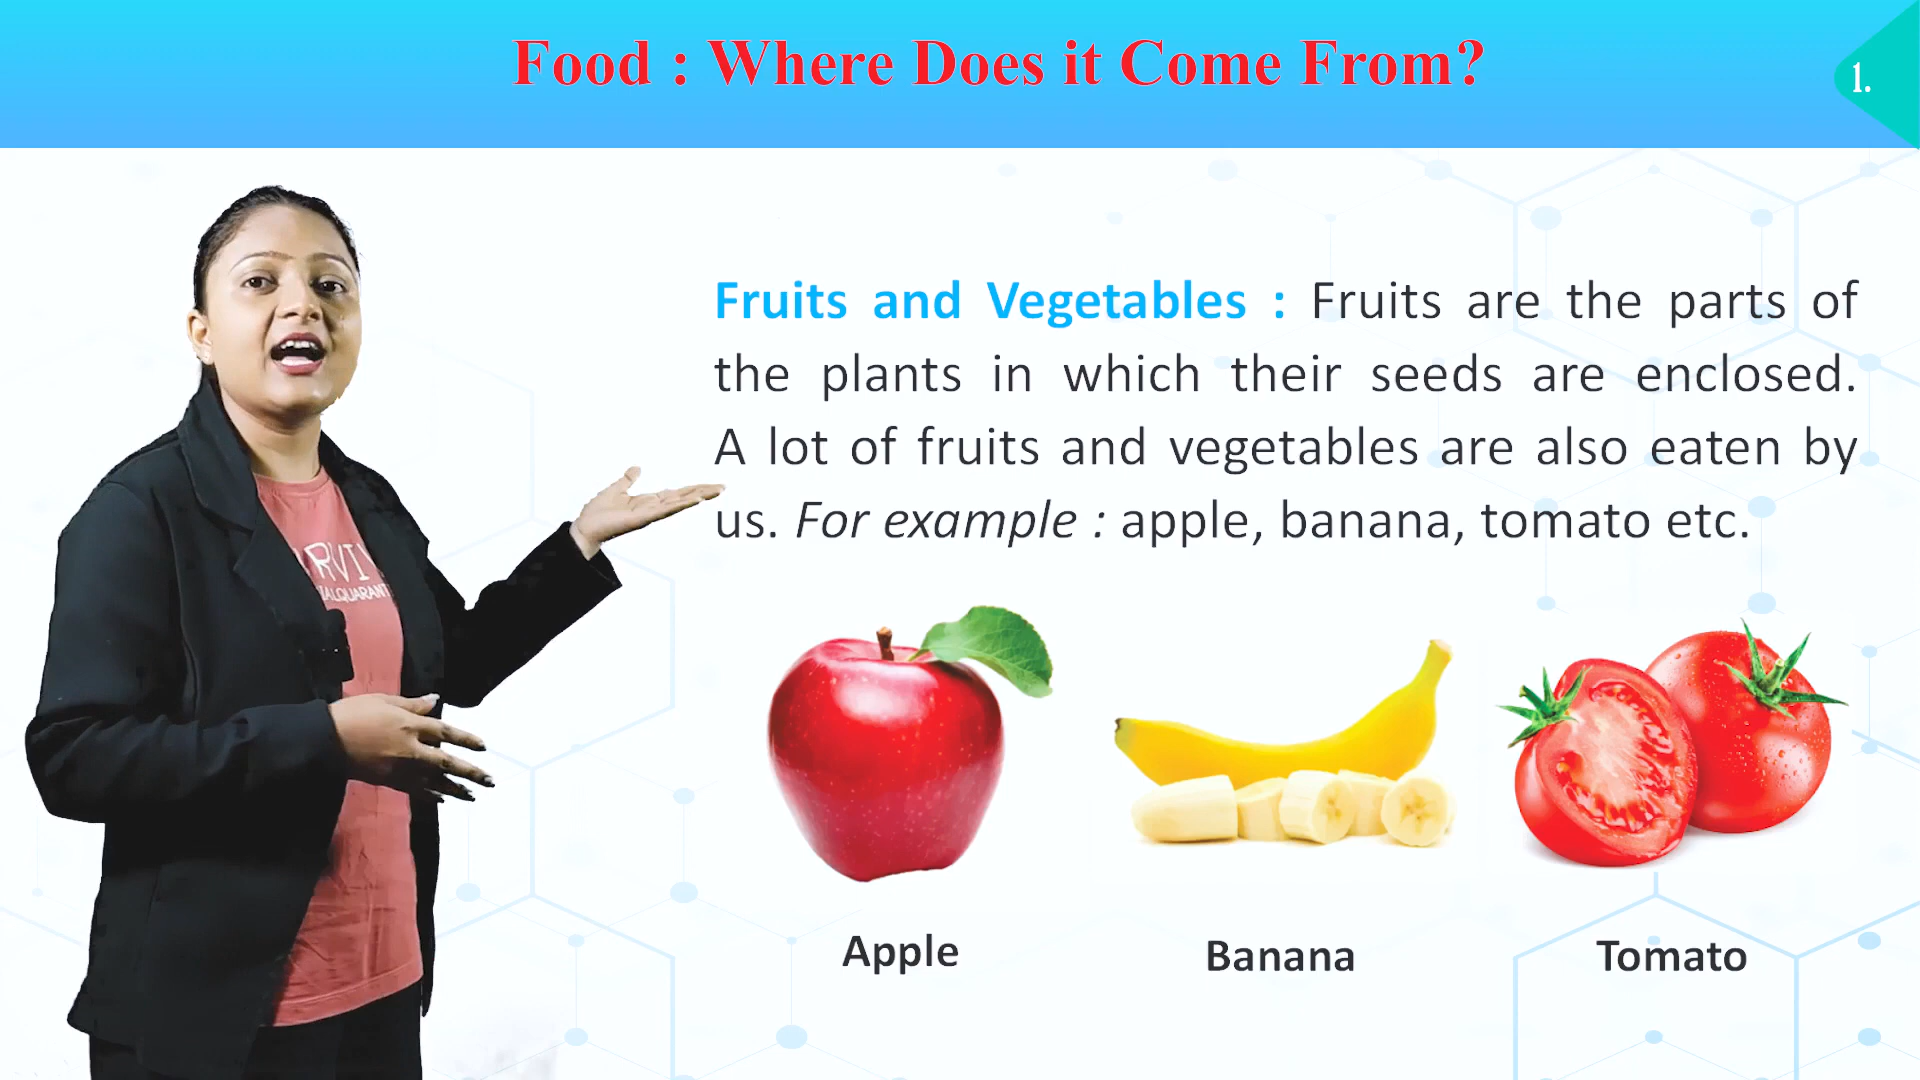 Food : Where Does it Come From?
1.
Fruits and Vegetables : Fruits are the parts of
the plants in which their seeds are enclosed.
A lot of fruits and vegetables are also eaten by
us. For example : apple, banana, tomato etc.
Apple Banana Tomato